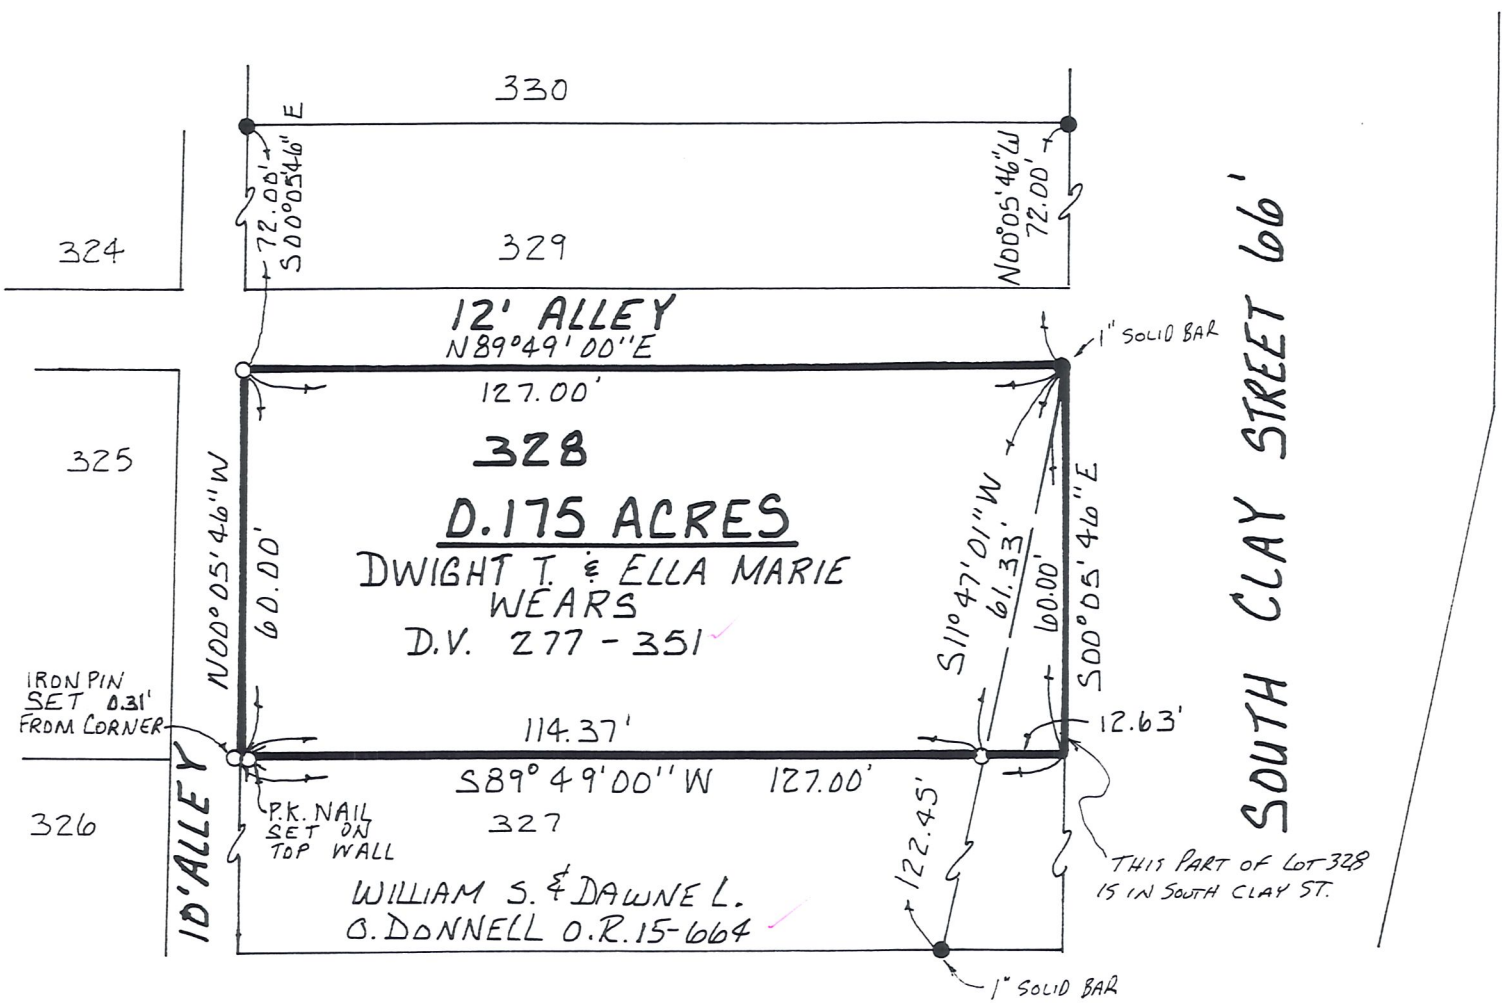 330
72.00'
S00°05'46" E
N00°05'46"W
72.00'
324
329
12' ALLEY
N89°49'00"E
1" SOLID BAR
127.00'
325
328
0.175 ACRES
DWIGHT T. & ELLA MARIE
WEARS
D.V. 277-351
N00°05'46"W
60.00'
S11°47'01"W
61.33'
60.00'
S00°05'46"E
SOUTH CLAY STREET 66'
IRON PIN
SET 0.31'
FROM CORNER
114.37'
12.63'
S89°49'00"W 127.00'
326
10' ALLEY
P.K. NAIL
SET ON
TOP WALL
327
122.45'
THIS PART OF LOT 328
IS IN SOUTH CLAY ST.
WILLIAM S. & DAWNE L.
O.DONNELL O.R.15-664
1" SOLID BAR